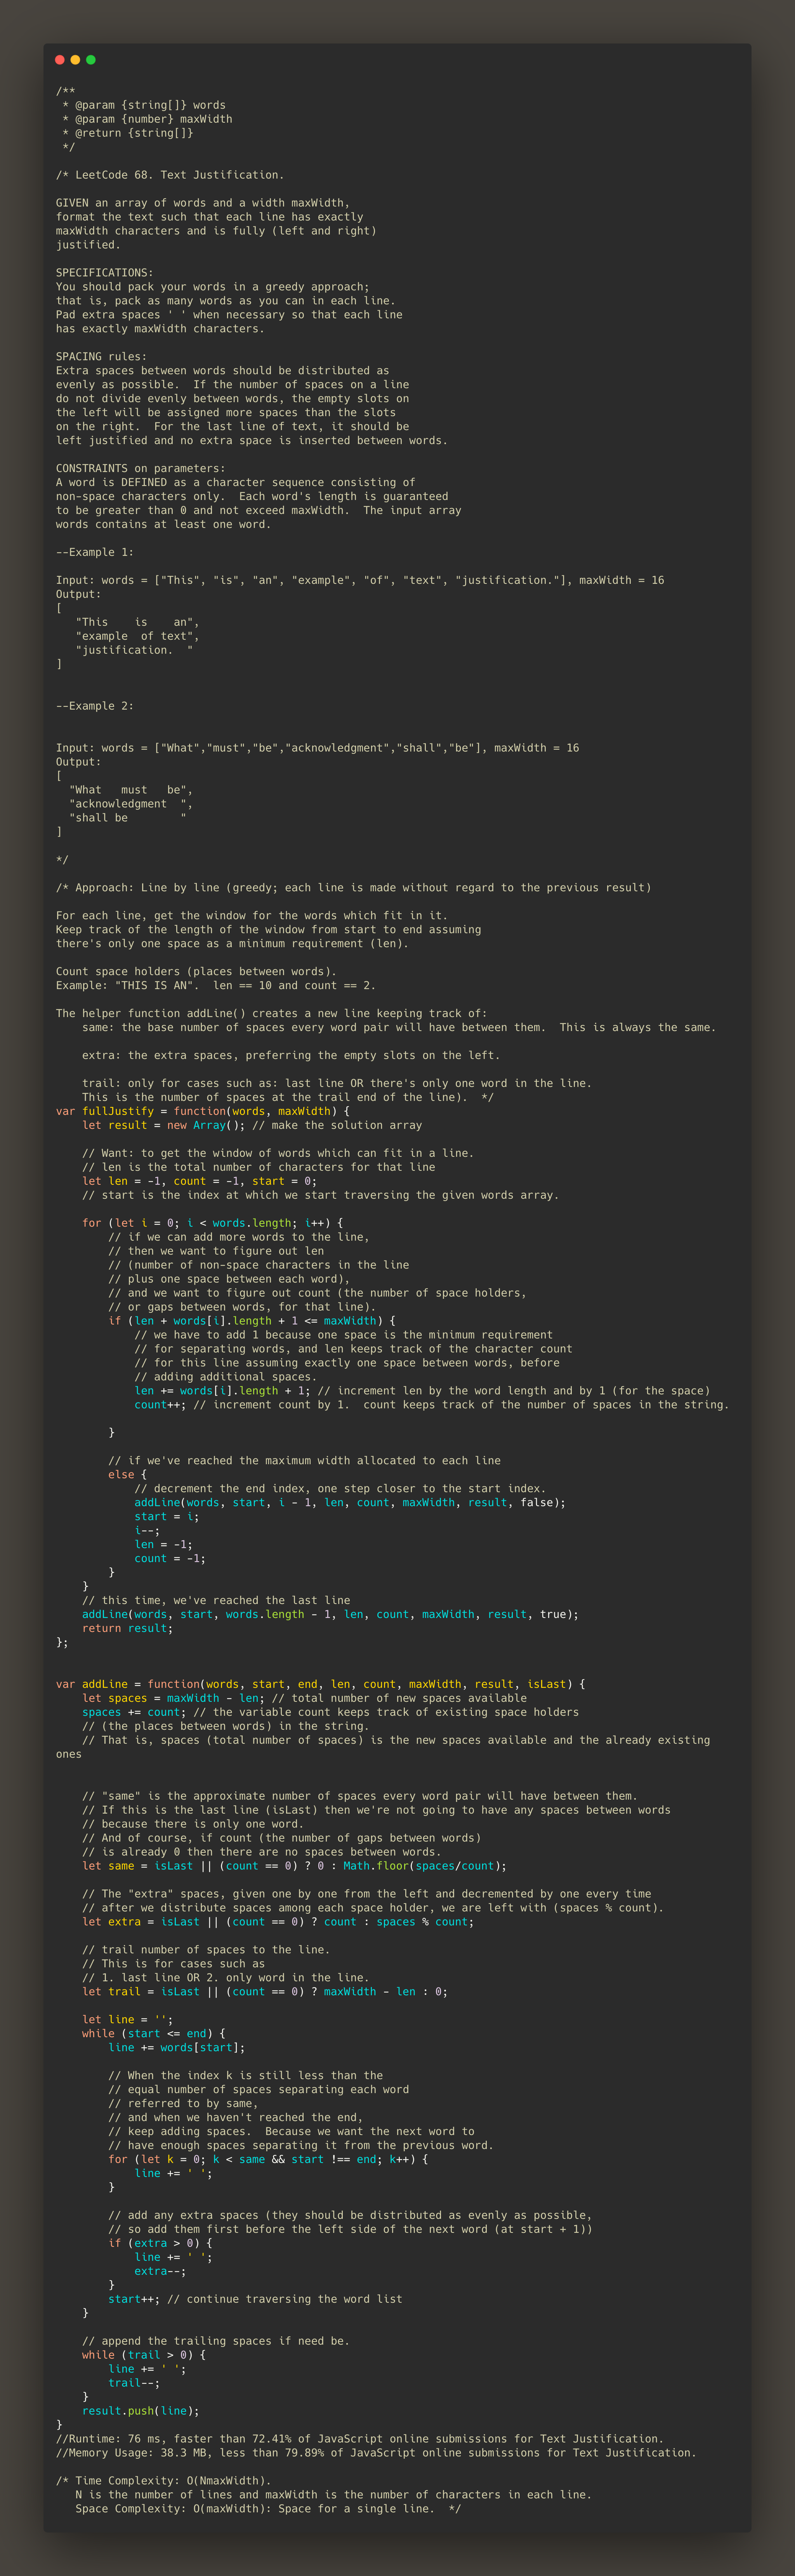 /**
 * @param {string[]} words
 * @param {number} maxWidth
 * @return {string[]}
 */

/* LeetCode 68. Text Justification.

GIVEN an array of words and a width maxWidth,
format the text such that each line has exactly
maxWidth characters and is fully (left and right)
justified.

SPECIFICATIONS:
You should pack your words in a greedy approach;
that is, pack as many words as you can in each line.
Pad extra spaces ' ' when necessary so that each line
has exactly maxWidth characters.

SPACING rules:
Extra spaces between words should be distributed as
evenly as possible.  If the number of spaces on a line
do not divide evenly between words, the empty slots on
the left will be assigned more spaces than the slots
on the right.  For the last line of text, it should be
left justified and no extra space is inserted between words.

CONSTRAINTS on parameters:
A word is DEFINED as a character sequence consisting of
non-space characters only.  Each word's length is guaranteed
to be greater than 0 and not exceed maxWidth.  The input array
words contains at least one word.

--Example 1:

Input: words = ["This", "is", "an", "example", "of", "text", "justification."], maxWidth = 16
Output:
[
   "This    is    an",
   "example  of text",
   "justification.  "
]


--Example 2:


Input: words = ["What","must","be","acknowledgment","shall","be"], maxWidth = 16
Output:
[
  "What   must   be",
  "acknowledgment  ",
  "shall be        "
]

*/

/* Approach: Line by line (greedy; each line is made without regard to the previous result)

For each line, get the window for the words which fit in it.
Keep track of the length of the window from start to end assuming
there's only one space as a minimum requirement (len).

Count space holders (places between words).
Example: "THIS IS AN".  len == 10 and count == 2.

The helper function addLine() creates a new line keeping track of:
    same: the base number of spaces every word pair will have between them.  This is always the same.

    extra: the extra spaces, preferring the empty slots on the left.

    trail: only for cases such as: last line OR there's only one word in the line.
    This is the number of spaces at the trail end of the line).  */
var fullJustify = function(words, maxWidth) {
    let result = new Array(); // make the solution array

    // Want: to get the window of words which can fit in a line.
    // len is the total number of characters for that line
    let len = -1, count = -1, start = 0;
    // start is the index at which we start traversing the given words array.

    for (let i = 0; i < words.length; i++) {
        // if we can add more words to the line,
        // then we want to figure out len
        // (number of non-space characters in the line
        // plus one space between each word),
        // and we want to figure out count (the number of space holders,
        // or gaps between words, for that line).
        if (len + words[i].length + 1 <= maxWidth) {
            // we have to add 1 because one space is the minimum requirement
            // for separating words, and len keeps track of the character count
            // for this line assuming exactly one space between words, before
            // adding additional spaces.
            len += words[i].length + 1; // increment len by the word length and by 1 (for the space)
            count++; // increment count by 1.  count keeps track of the number of spaces in the string.

        }

        // if we've reached the maximum width allocated to each line
        else {
            // decrement the end index, one step closer to the start index.
            addLine(words, start, i - 1, len, count, maxWidth, result, false);
            start = i;
            i--;
            len = -1;
            count = -1;
        }
    }
    // this time, we've reached the last line
    addLine(words, start, words.length - 1, len, count, maxWidth, result, true);
    return result;
};


var addLine = function(words, start, end, len, count, maxWidth, result, isLast) {
    let spaces = maxWidth - len; // total number of new spaces available
    spaces += count; // the variable count keeps track of existing space holders
    // (the places between words) in the string.
    // That is, spaces (total number of spaces) is the new spaces available and the already existing
ones


    // "same" is the approximate number of spaces every word pair will have between them.
    // If this is the last line (isLast) then we're not going to have any spaces between words
    // because there is only one word.
    // And of course, if count (the number of gaps between words)
    // is already 0 then there are no spaces between words.
    let same = isLast || (count == 0) ? 0 : Math.floor(spaces/count);

    // The "extra" spaces, given one by one from the left and decremented by one every time
    // after we distribute spaces among each space holder, we are left with (spaces % count).
    let extra = isLast || (count == 0) ? count : spaces % count;

    // trail number of spaces to the line.
    // This is for cases such as
    // 1. last line OR 2. only word in the line.
    let trail = isLast || (count == 0) ? maxWidth - len : 0;

    let line = '';
    while (start <= end) {
        line += words[start];

        // When the index k is still less than the
        // equal number of spaces separating each word
        // referred to by same,
        // and when we haven't reached the end,
        // keep adding spaces.  Because we want the next word to
        // have enough spaces separating it from the previous word.
        for (let k = 0; k < same && start !== end; k++) {
            line += ' ';
        }

        // add any extra spaces (they should be distributed as evenly as possible,
        // so add them first before the left side of the next word (at start + 1))
        if (extra > 0) {
            line += ' ';
            extra--;
        }
        start++; // continue traversing the word list
    }

    // append the trailing spaces if need be.
    while (trail > 0) {
        line += ' ';
        trail--;
    }
    result.push(line);
}
//Runtime: 76 ms, faster than 72.41% of JavaScript online submissions for Text Justification.
//Memory Usage: 38.3 MB, less than 79.89% of JavaScript online submissions for Text Justification.

/* Time Complexity: O(NmaxWidth).
   N is the number of lines and maxWidth is the number of characters in each line.
   Space Complexity: O(maxWidth): Space for a single line.  */